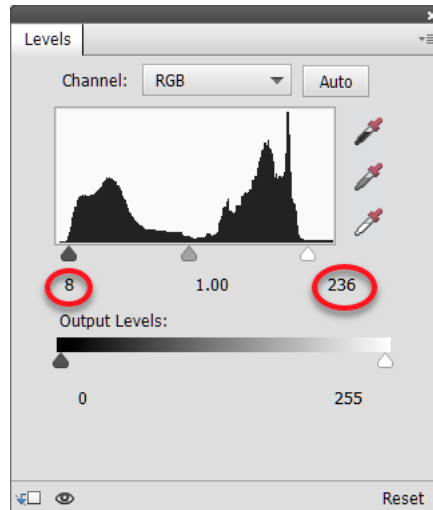 Levels
Channel: RGB Auto
8 1.00 236
Output Levels:
0 255
Reset